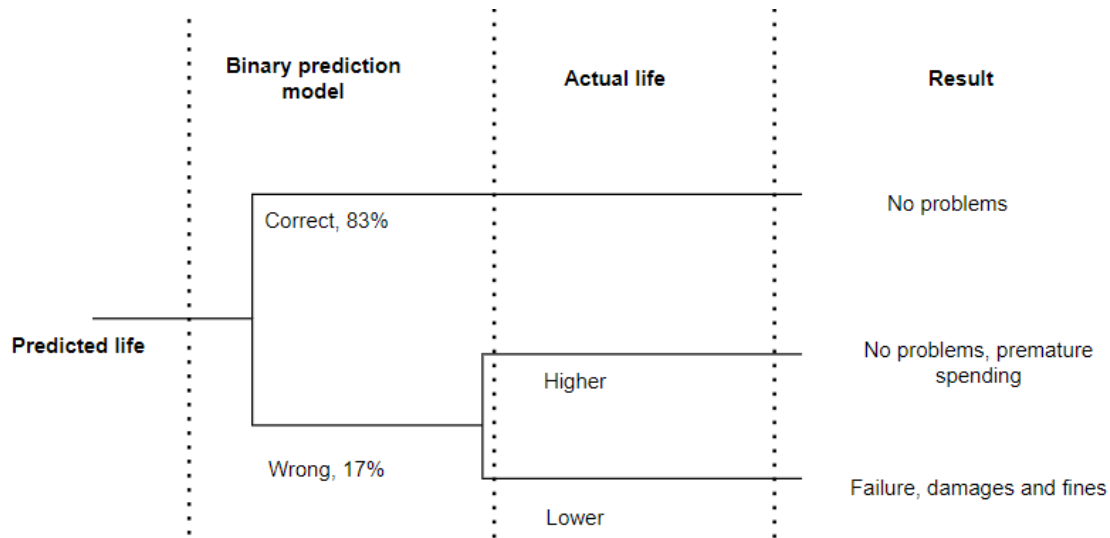 Binary prediction
model
Actual life
Result
Correct, 83%
No problems
Predicted life
Higher
No problems, premature
spending
Wrong, 17%
Lower
Failure, damages and fines